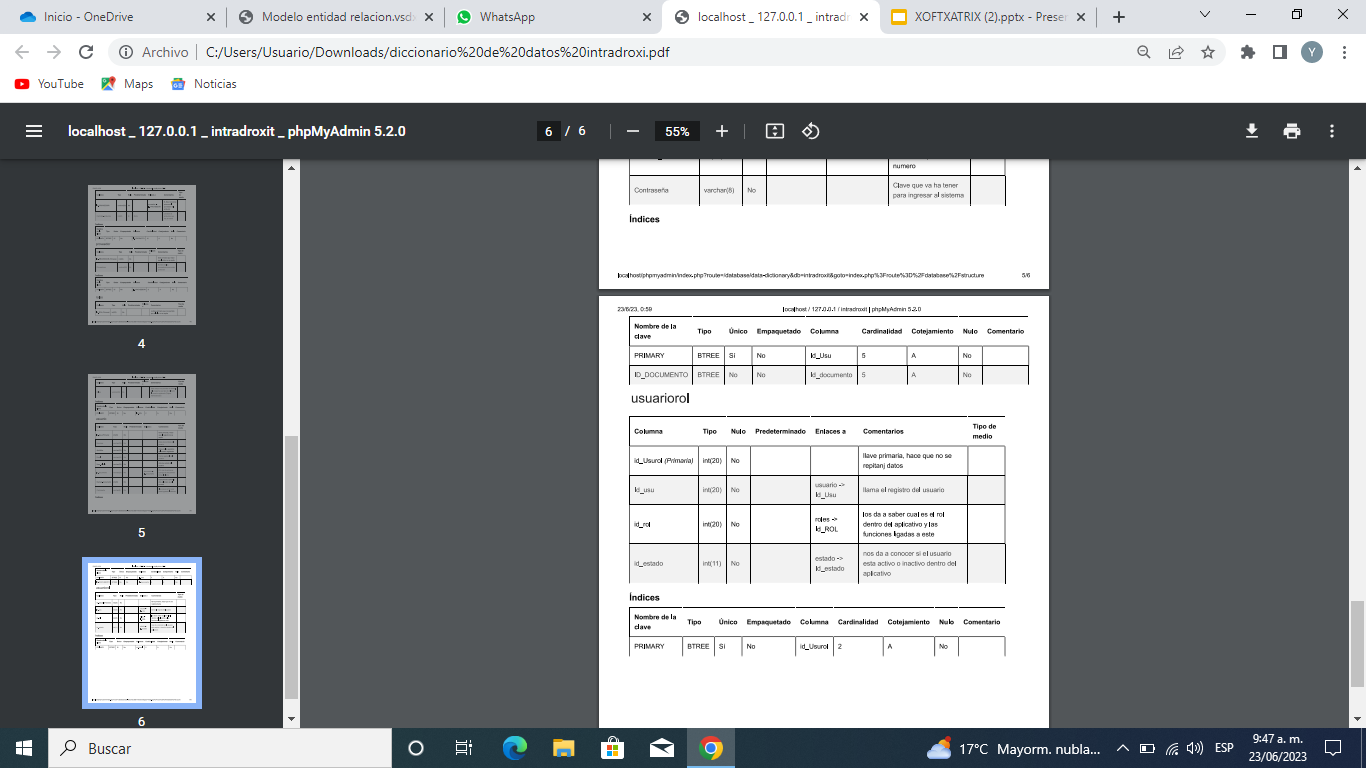 Inicio - OneDrive
Modelo entidad relacion.vsdx
WhatsApp
localhost _ 127.0.0.1 _ intradr
XOFTXATRIX (2).pptx - Presen
Archivo C:/Users/Usuario/Downloads/diccionario%20de%20datos%20intradroxi.pdf
Y
YouTube Maps Noticias
localhost _ 127.0.0.1 _ intradroxit _ phpMyAdmin 5.2.0
6 / 6
55%
4
5
6
numero
Contraseña varchar(8) No Clave que va ha tener
para ingresar al sistema
Índices
localhost/phpmyadmin/index.php?route=/database/data-dictionary&db=intradroxit&goto=index.php%3Froute%3D%2Fdatabase%2Fstructure 5/6
23/6/23, 0:59 localhost / 127.0.0.1 / intradroxit | phpMyAdmin 5.2.0
Nombre de la
clave Tipo Único Empaquetado Columna Cardinalidad Cotejamiento Nulo Comentario
PRIMARY BTREE Sí No Id_Usu 5 A No
ID_DOCUMENTO BTREE No No Id_documento 5 A No
usuariorol
Columna Tipo Nulo Predeterminado Enlaces a Comentarios Tipo de
medio
id_Usurol (Primaria) int(20) No llave primaria, hace que no se
repitanj datos
Id_usu int(20) No usuario ->
Id_Usu llama el registro del usuario
id_rol int(20) No roles ->
Id_ROL los da a saber cual es el rol
dentro del aplicativo y las
funciones ligadas a este
id_estado int(11) No estado ->
Id_estado nos da a conocer si el usuario
esta activo o inactivo dentro del
aplicativo
Índices
Nombre de la
clave Tipo Único Empaquetado Columna Cardinalidad Cotejamiento Nulo Comentario
PRIMARY BTREE Sí No id_Usurol 2 A No
Buscar
17°C Mayorm. nubla...
ESP
9:47 a. m.
23/06/2023